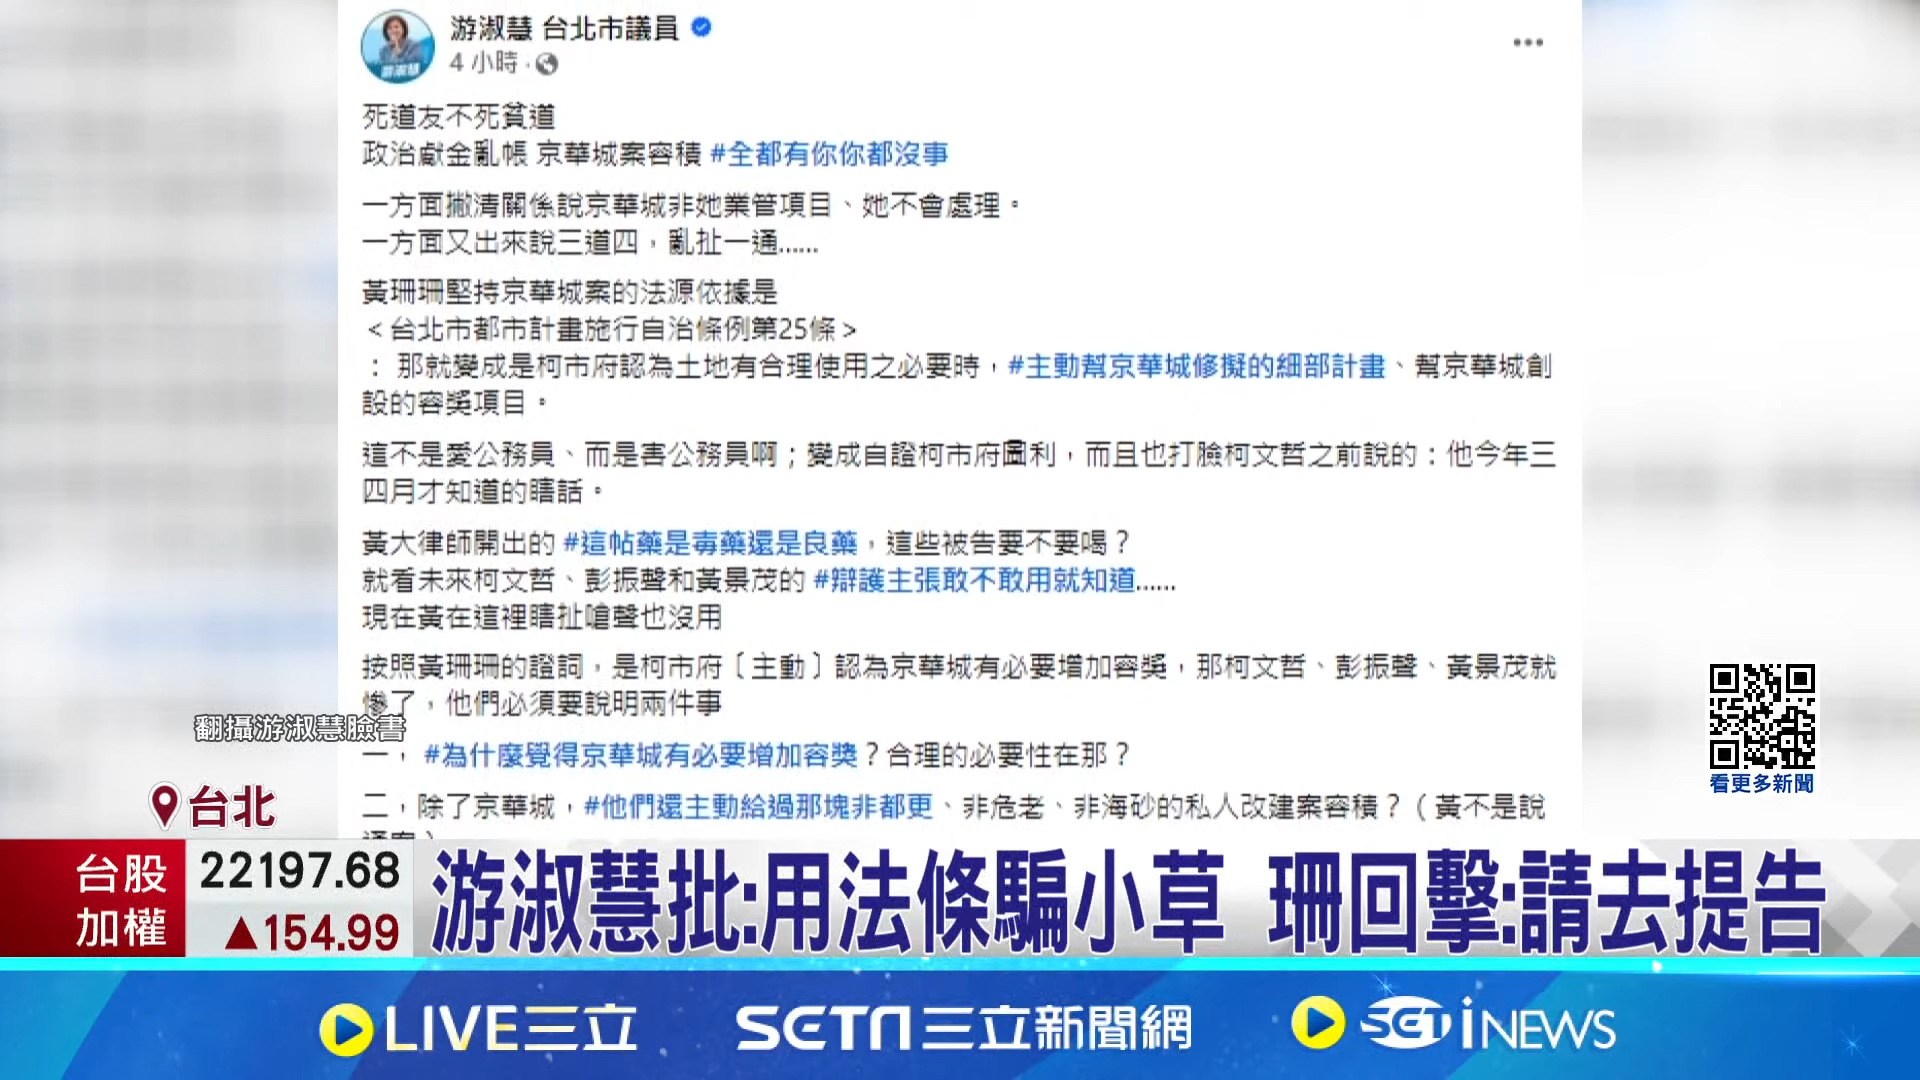 游淑慧 台北市議員
4 小時
死道友不死貧道
政治獻金亂帳 京華城案容積 #全都有你你都沒事
一方面撇清關係說京華城非她業管項目、她不會處理。
一方面又出來說三道四，亂扯一通......
黃珊珊堅持京華城案的法源依據是
＜台北市都市計畫施行自治條例第25條＞
： 那就變成是柯市府認為土地有合理使用之必要時，#主動幫京華城修擬的細部計畫、幫京華城創
設的容獎項目。
這不是愛公務員、而是害公務員啊；變成自證柯市府圖利，而且也打臉柯文哲之前說的：他今年三
四月才知道的瞎話。
黃大律師開出的 #這帖藥是毒藥還是良藥，這些被告要不要喝？
就看未來柯文哲、彭振聲和黃景茂的 #辯護主張敢不敢用就知道......
現在黃在這裡瞎扯嗆聲也沒用
按照黃珊珊的證詞，是柯市府〔主動〕認為京華城有必要增加容獎，那柯文哲、彭振聲、黃景茂就
慘了，他們必須要說明兩件事
翻攝游淑慧臉書
一， #為什麼覺得京華城有必要增加容獎？合理的必要性在那？
二，除了京華城，#他們還主動給過那塊非都更、非危老、非海砂的私人改建案容積？（黃不是說
看更多新聞
台北
台股
加權
22197.68
▲154.99
游淑慧批:用法條騙小草 珊回擊:請去提告
LIVE三立
SETN三立新聞網
SET iNEWS